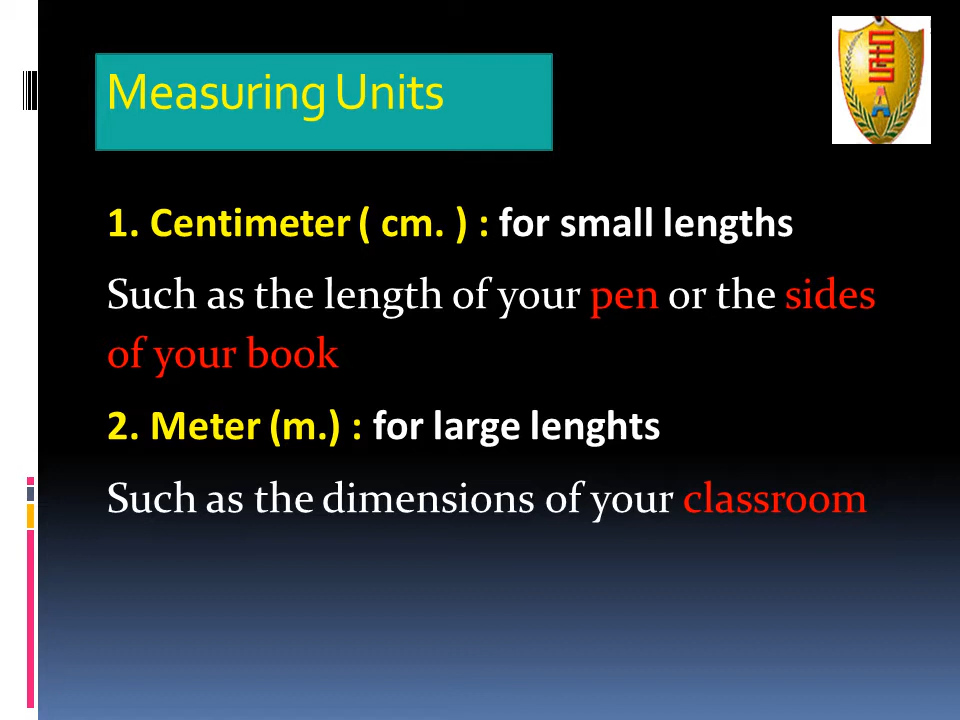 Measuring Units
1. Centimeter ( cm. ) : for small lengths
Such as the length of your pen or the sides
of your book
2. Meter (m.) : for large lenghts
Such as the dimensions of your classroom